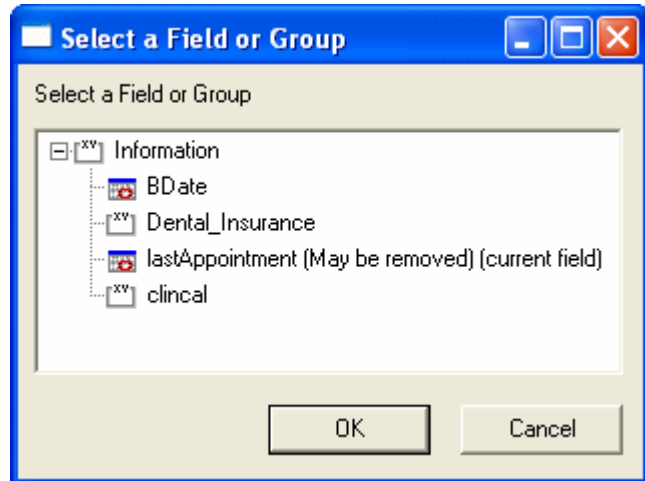 Select a Field or Group
Select a Field or Group
Information
BDate
Dental_Insurance
lastAppointment (May be removed) (current field)
clincal
OK Cancel